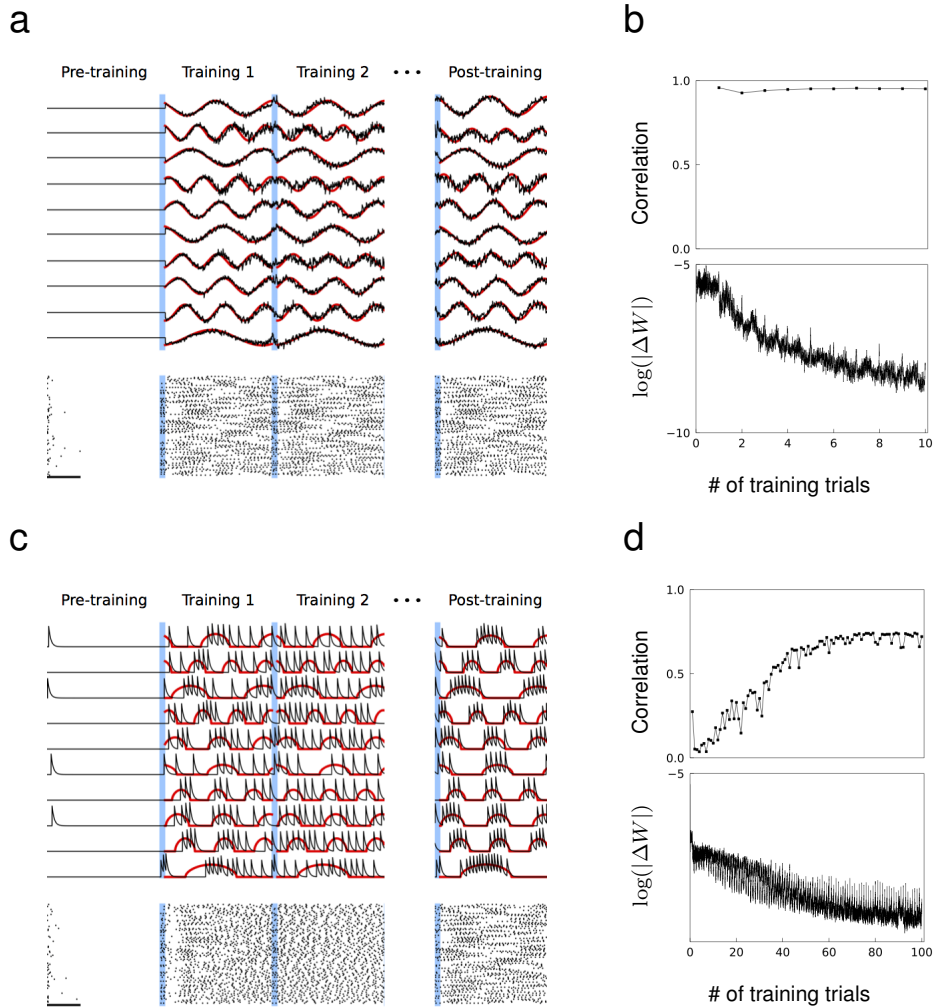 a
Pre-training Training 1 Training 2 ••• Post-training
b
1.0
0.5
0.0
Correlation
−5
−10
log(|ΔW|)
0 2 4 6 8 10
# of training trials
c
Pre-training Training 1 Training 2 ••• Post-training
d
1.0
0.5
0.0
Correlation
−5
log(|ΔW|)
0 20 40 60 80 100
# of training trials